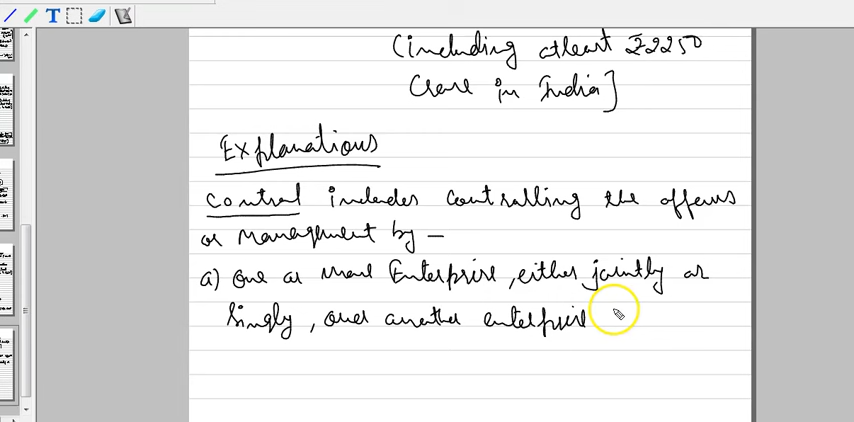 (including atleast ₹2250
Crore in India]
Explanations
Control includes controlling the affairs
or management by —
a) one or more Enterprise, either jointly or
singly, over another enterprise